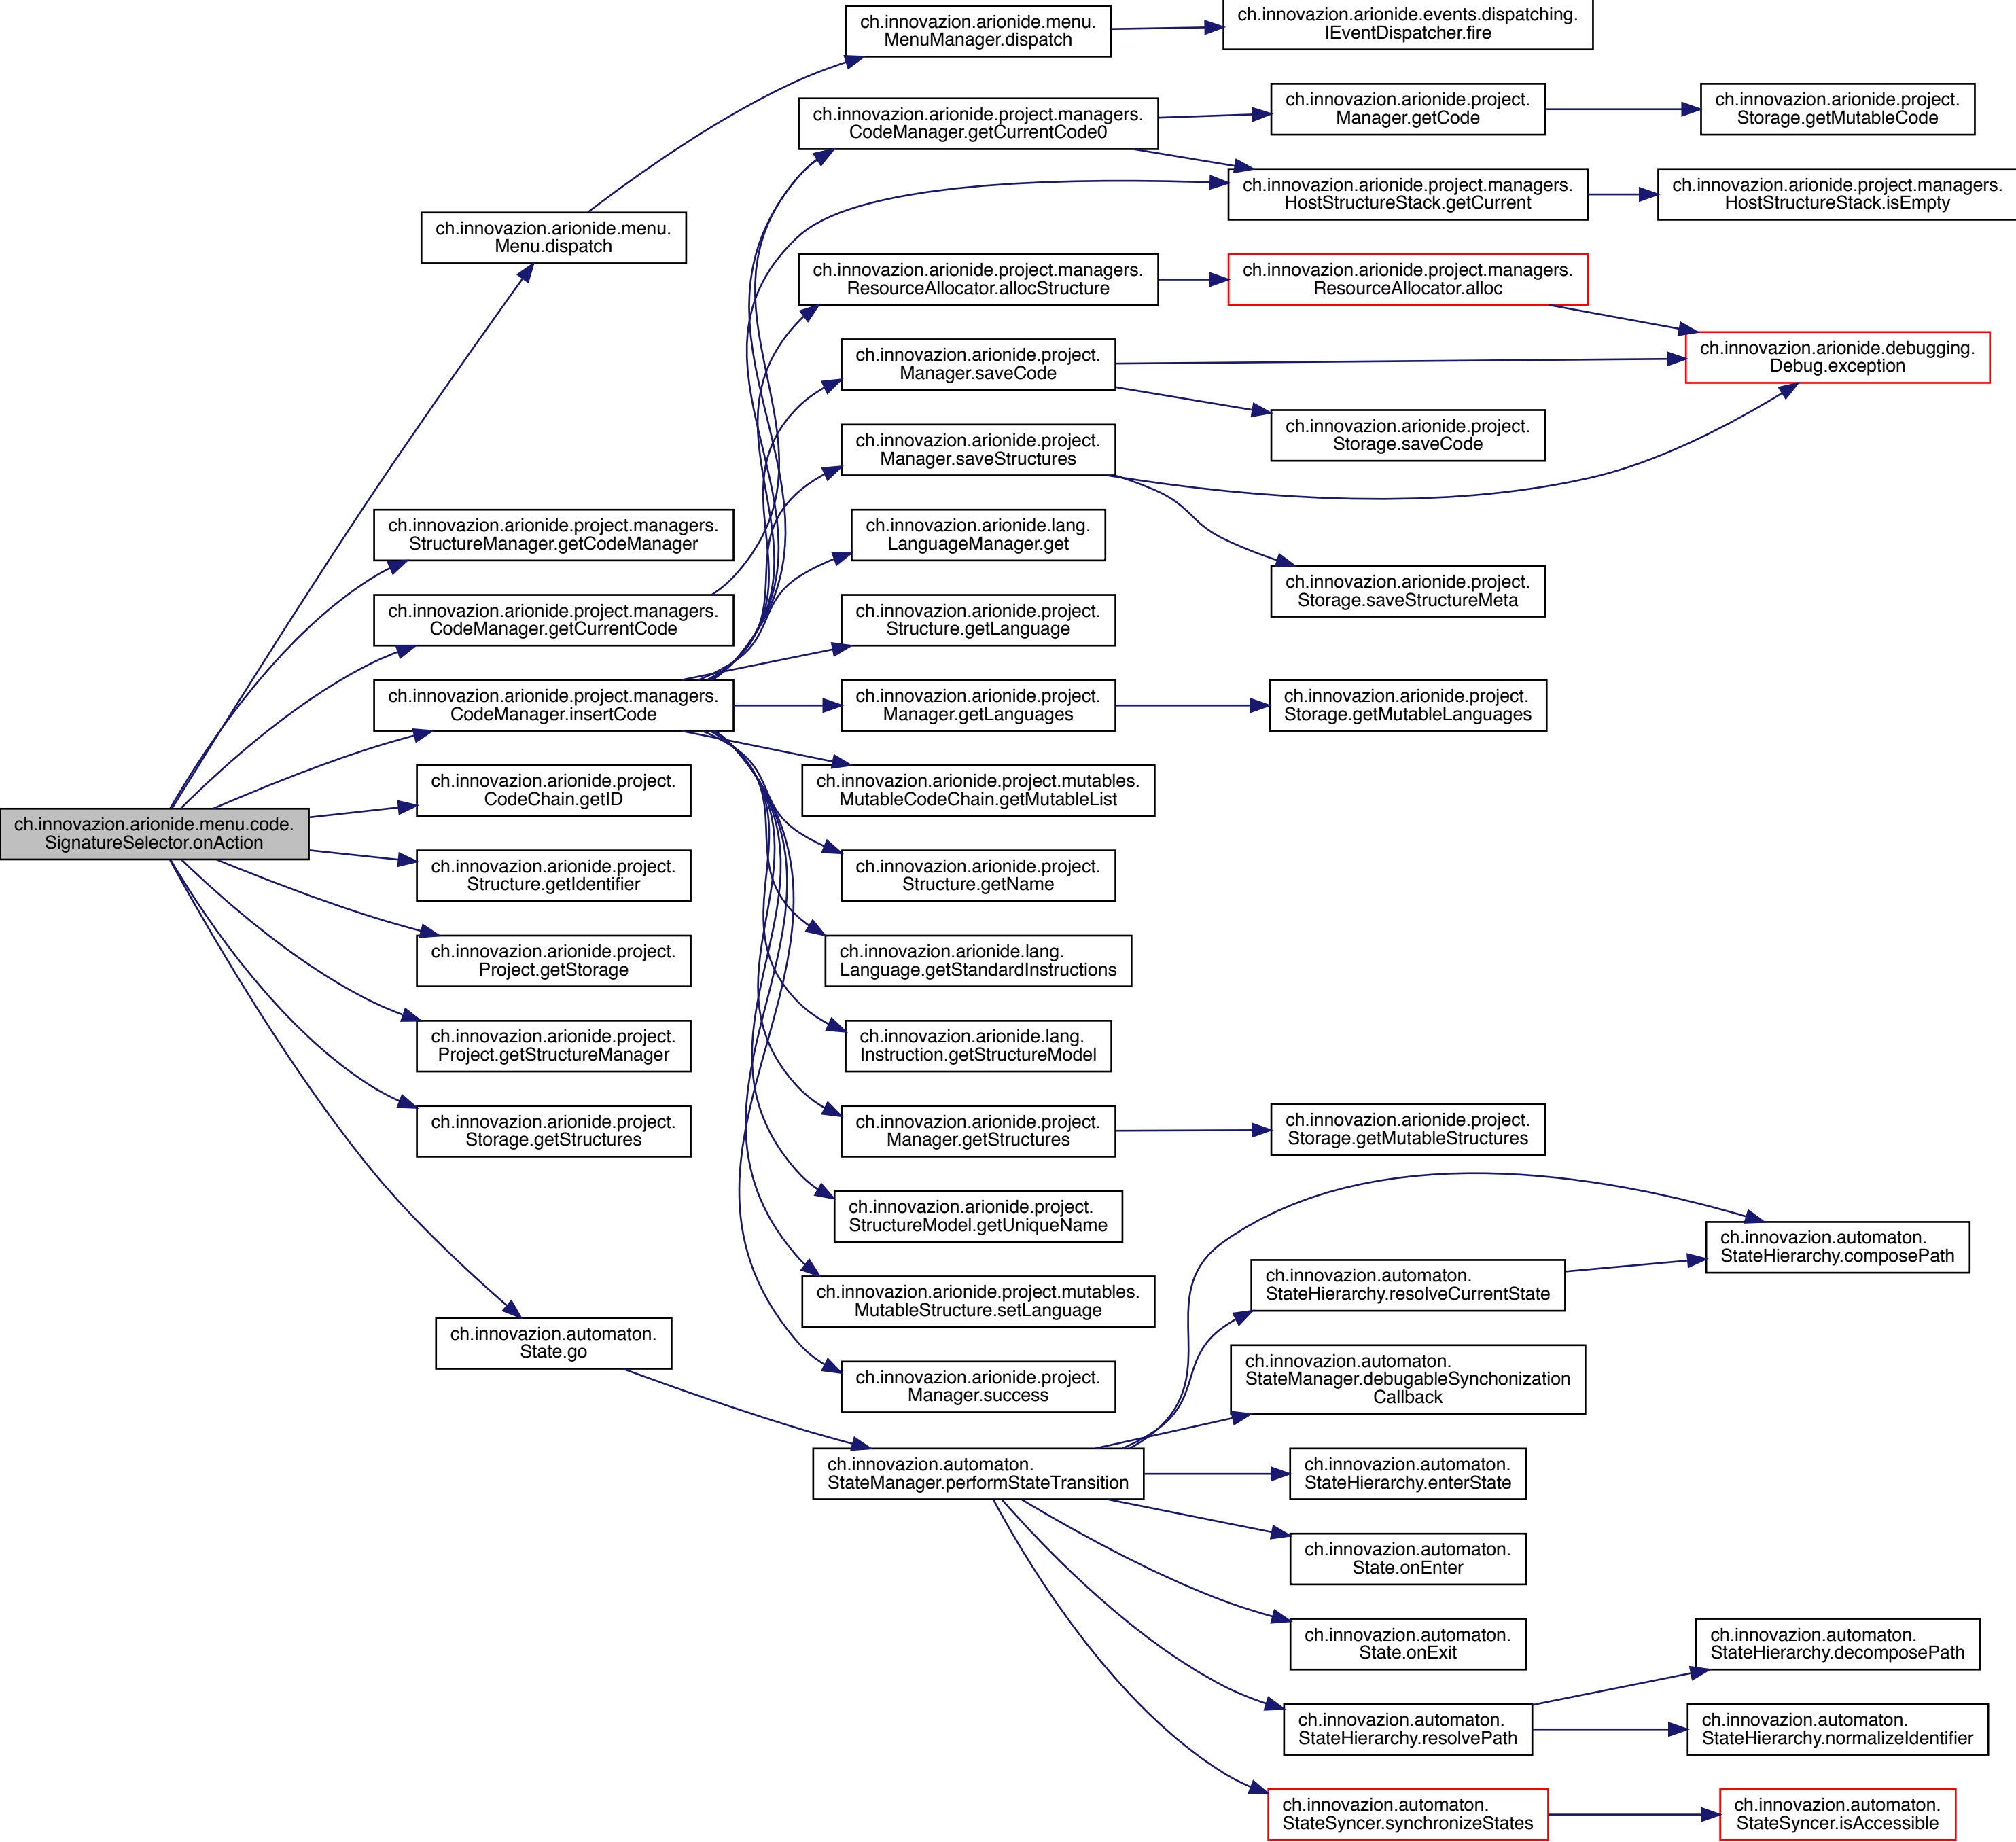 ch.innovazion.arionide.menu.code.
SignatureSelector.onAction
ch.innovazion.arionide.menu.
Menu.dispatch
ch.innovazion.arionide.project.managers.
StructureManager.getCodeManager
ch.innovazion.arionide.project.managers.
CodeManager.getCurrentCode
ch.innovazion.arionide.project.managers.
CodeManager.insertCode
ch.innovazion.arionide.project.
CodeChain.getID
ch.innovazion.arionide.project.
Structure.getIdentifier
ch.innovazion.arionide.project.
Project.getStorage
ch.innovazion.arionide.project.
Project.getStructureManager
ch.innovazion.arionide.project.
Storage.getStructures
ch.innovazion.automaton.
State.go
ch.innovazion.arionide.menu.
MenuManager.dispatch
ch.innovazion.arionide.project.managers.
CodeManager.getCurrentCode0
ch.innovazion.arionide.project.managers.
ResourceAllocator.allocStructure
ch.innovazion.arionide.project.
Manager.saveCode
ch.innovazion.arionide.project.
Manager.saveStructures
ch.innovazion.arionide.lang.
LanguageManager.get
ch.innovazion.arionide.project.
Structure.getLanguage
ch.innovazion.arionide.project.
Manager.getLanguages
ch.innovazion.arionide.project.mutables.
MutableCodeChain.getMutableList
ch.innovazion.arionide.project.
Structure.getName
ch.innovazion.arionide.lang.
Language.getStandardInstructions
ch.innovazion.arionide.lang.
Instruction.getStructureModel
ch.innovazion.arionide.project.
Manager.getStructures
ch.innovazion.arionide.project.
StructureModel.getUniqueName
ch.innovazion.arionide.project.mutables.
MutableStructure.setLanguage
ch.innovazion.arionide.project.
Manager.success
ch.innovazion.automaton.
StateManager.performStateTransition
ch.innovazion.arionide.events.dispatching.
IEventDispatcher.fire
ch.innovazion.arionide.project.
Manager.getCode
ch.innovazion.arionide.project.managers.
HostStructureStack.getCurrent
ch.innovazion.arionide.project.managers.
ResourceAllocator.alloc
ch.innovazion.arionide.project.
Storage.saveCode
ch.innovazion.arionide.project.
Storage.saveStructureMeta
ch.innovazion.arionide.project.
Storage.getMutableLanguages
ch.innovazion.arionide.project.
Storage.getMutableStructures
ch.innovazion.automaton.
StateHierarchy.resolveCurrentState
ch.innovazion.automaton.
StateManager.debugableSynchonization
Callback
ch.innovazion.automaton.
StateHierarchy.enterState
ch.innovazion.automaton.
State.onEnter
ch.innovazion.automaton.
State.onExit
ch.innovazion.automaton.
StateHierarchy.resolvePath
ch.innovazion.automaton.
StateSyncer.synchronizeStates
ch.innovazion.arionide.project.
Storage.getMutableCode
ch.innovazion.arionide.project.managers.
HostStructureStack.isEmpty
ch.innovazion.arionide.debugging.
Debug.exception
ch.innovazion.automaton.
StateHierarchy.composePath
ch.innovazion.automaton.
StateHierarchy.decomposePath
ch.innovazion.automaton.
StateHierarchy.normalizeIdentifier
ch.innovazion.automaton.
StateSyncer.isAccessible